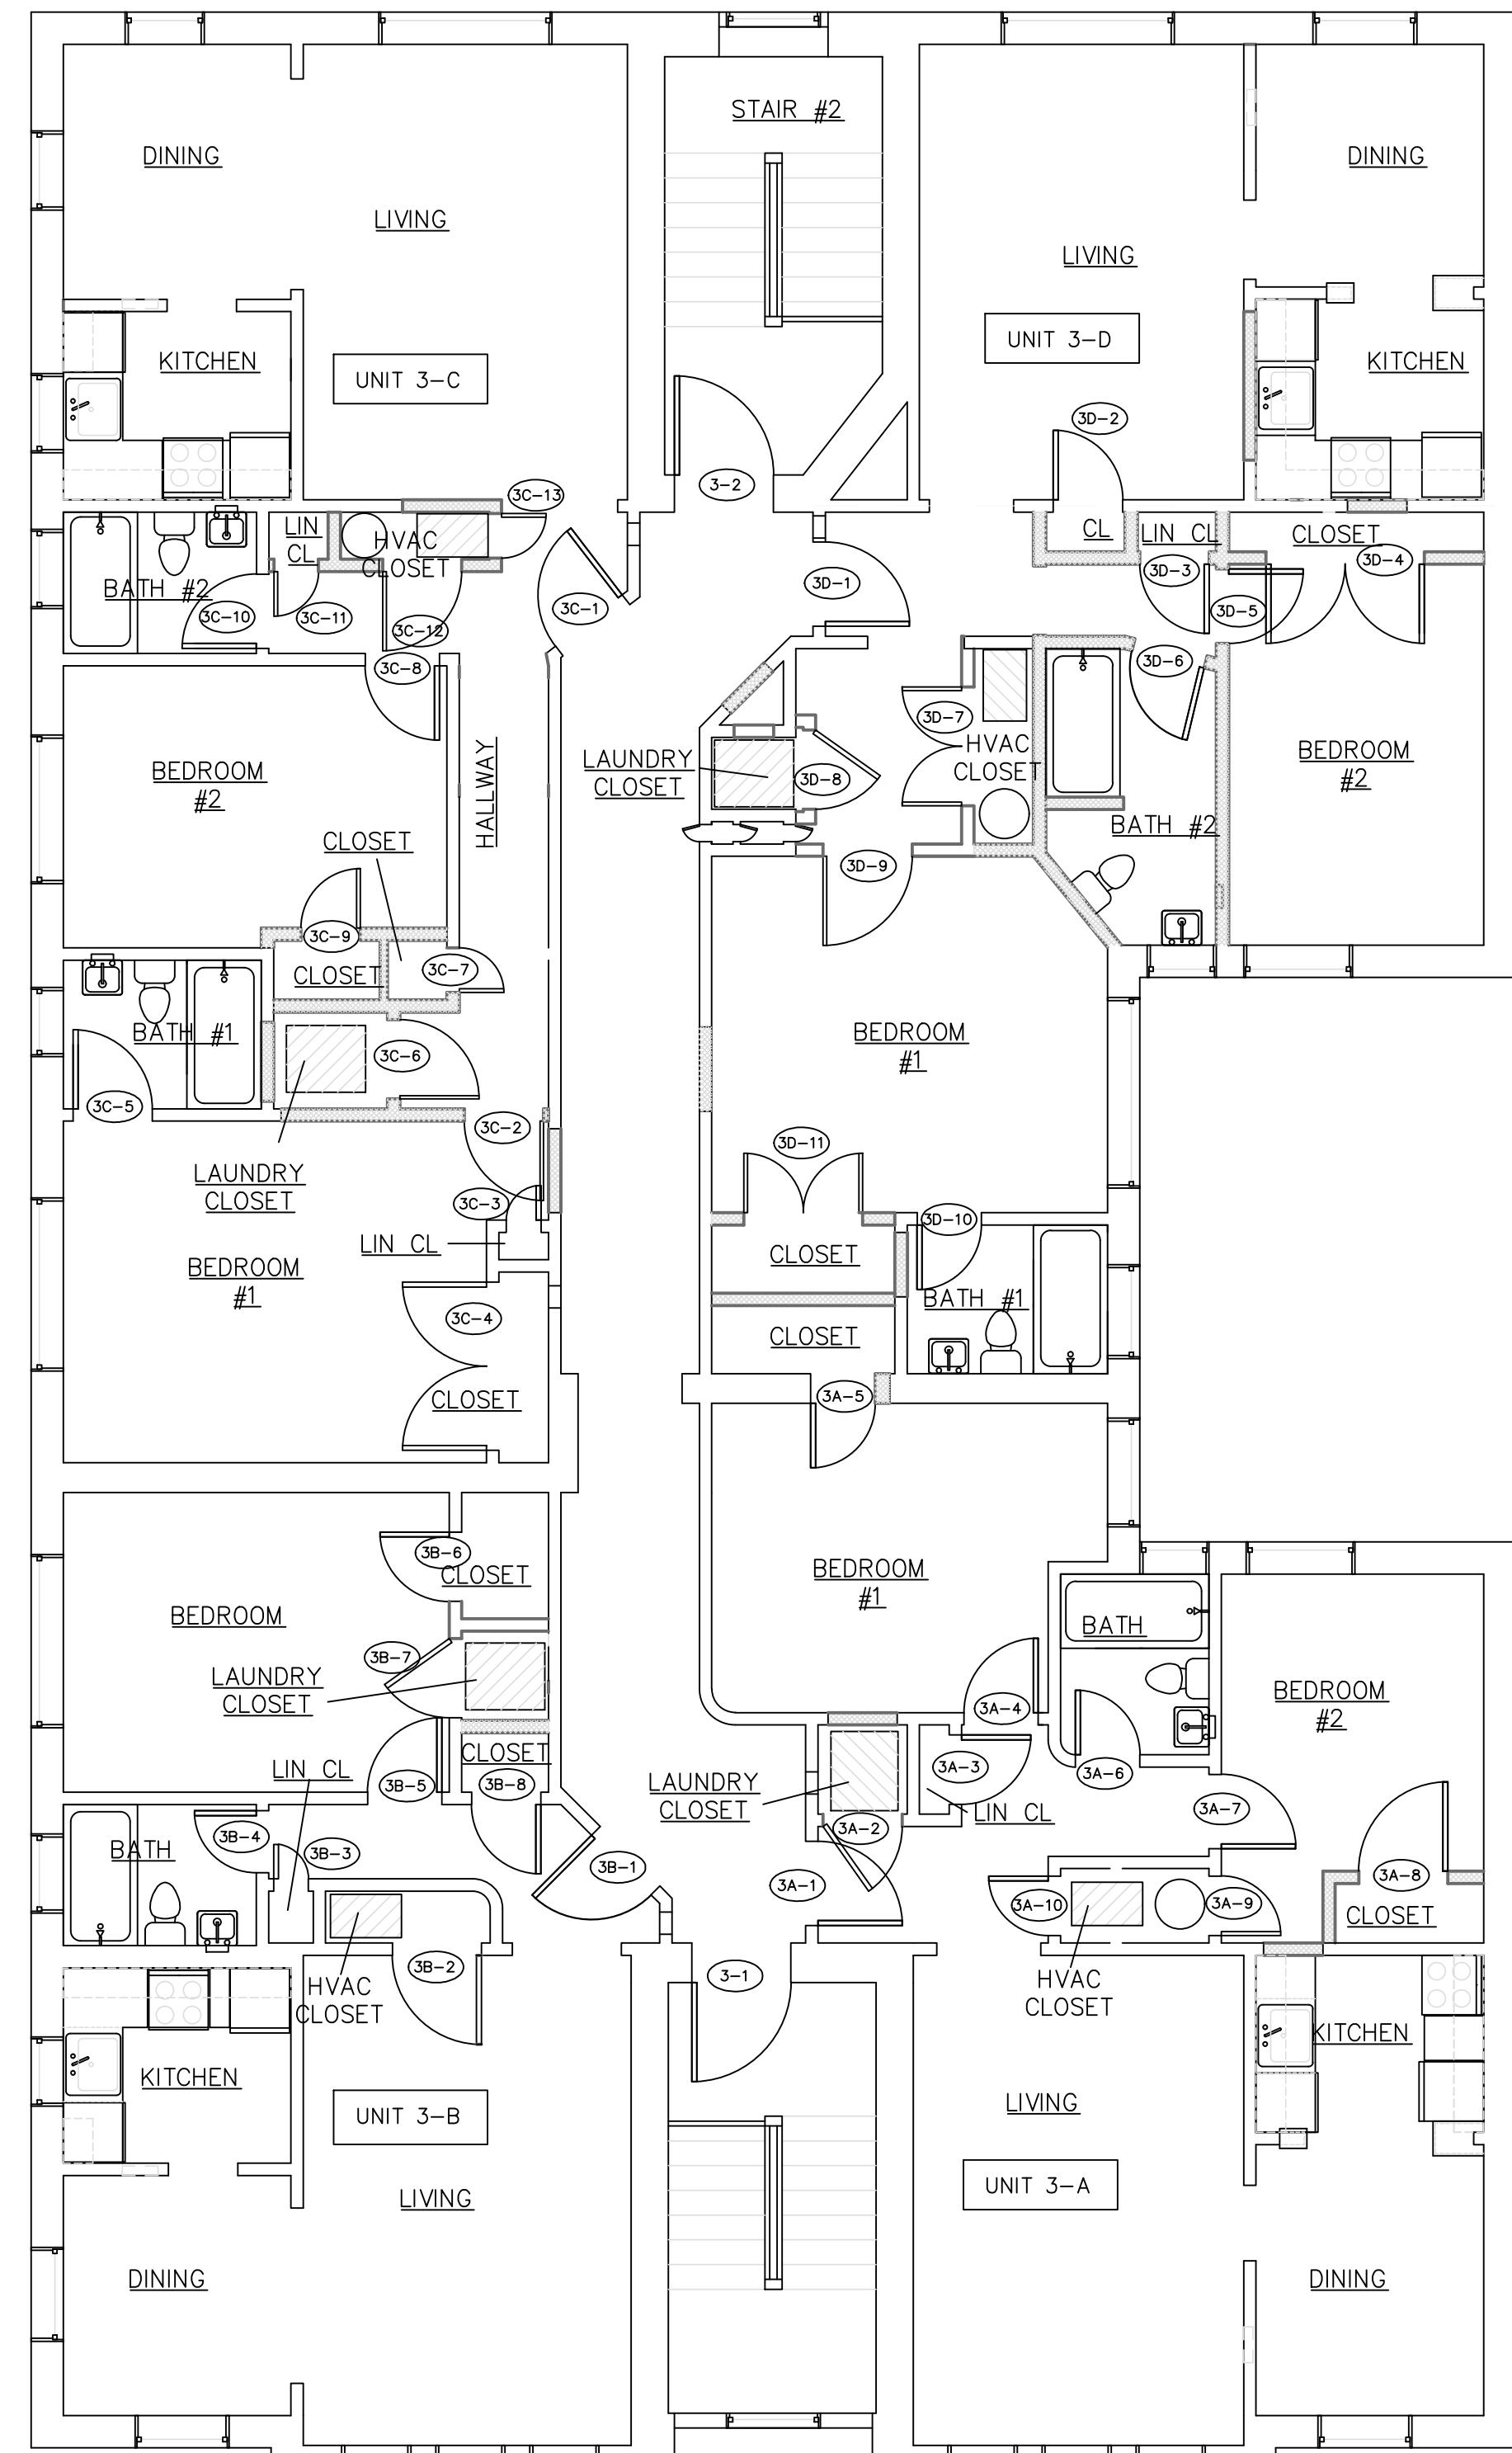 STAIR #2
DINING
LIVING
KITCHEN
UNIT 3-C
LIVING
DINING
UNIT 3-D
KITCHEN
3D-2
3-2
3C-13
LIN
CL
HVAC
CLOSET
BATH #2
3C-10
3C-11
3C-12
3C-1
3C-8
3D-1
CL
LIN CL
CLOSET
3D-3
3D-4
3D-5
3D-6
3D-7
HVAC
CLOSET
LAUNDRY
CLOSET
3D-8
BEDROOM
#2
HALLWAY
BEDROOM
#2
BATH #2
CLOSET
3D-9
3C-9
CLOSET
3C-7
BATH #1
3C-6
3C-5
BEDROOM
#1
3C-2
3D-11
LAUNDRY
CLOSET
3C-3
LIN CL
BEDROOM
#1
3D-10
CLOSET
BATH #1
3C-4
CLOSET
CLOSET
3A-5
3B-6
CLOSET
BEDROOM
#1
BEDROOM
BATH
3B-7
LAUNDRY
CLOSET
BEDROOM
#2
3A-4
CLOSET
LIN CL
3B-5
3B-8
LAUNDRY
CLOSET
3A-3
LIN CL
3A-6
3A-7
BATH
3B-4
3B-3
3A-2
3B-1
3A-1
3A-10
3A-9
3A-8
CLOSET
3B-2
HVAC
CLOSET
3-1
HVAC
CLOSET
KITCHEN
KITCHEN
UNIT 3-B
LIVING
LIVING
UNIT 3-A
DINING
DINING